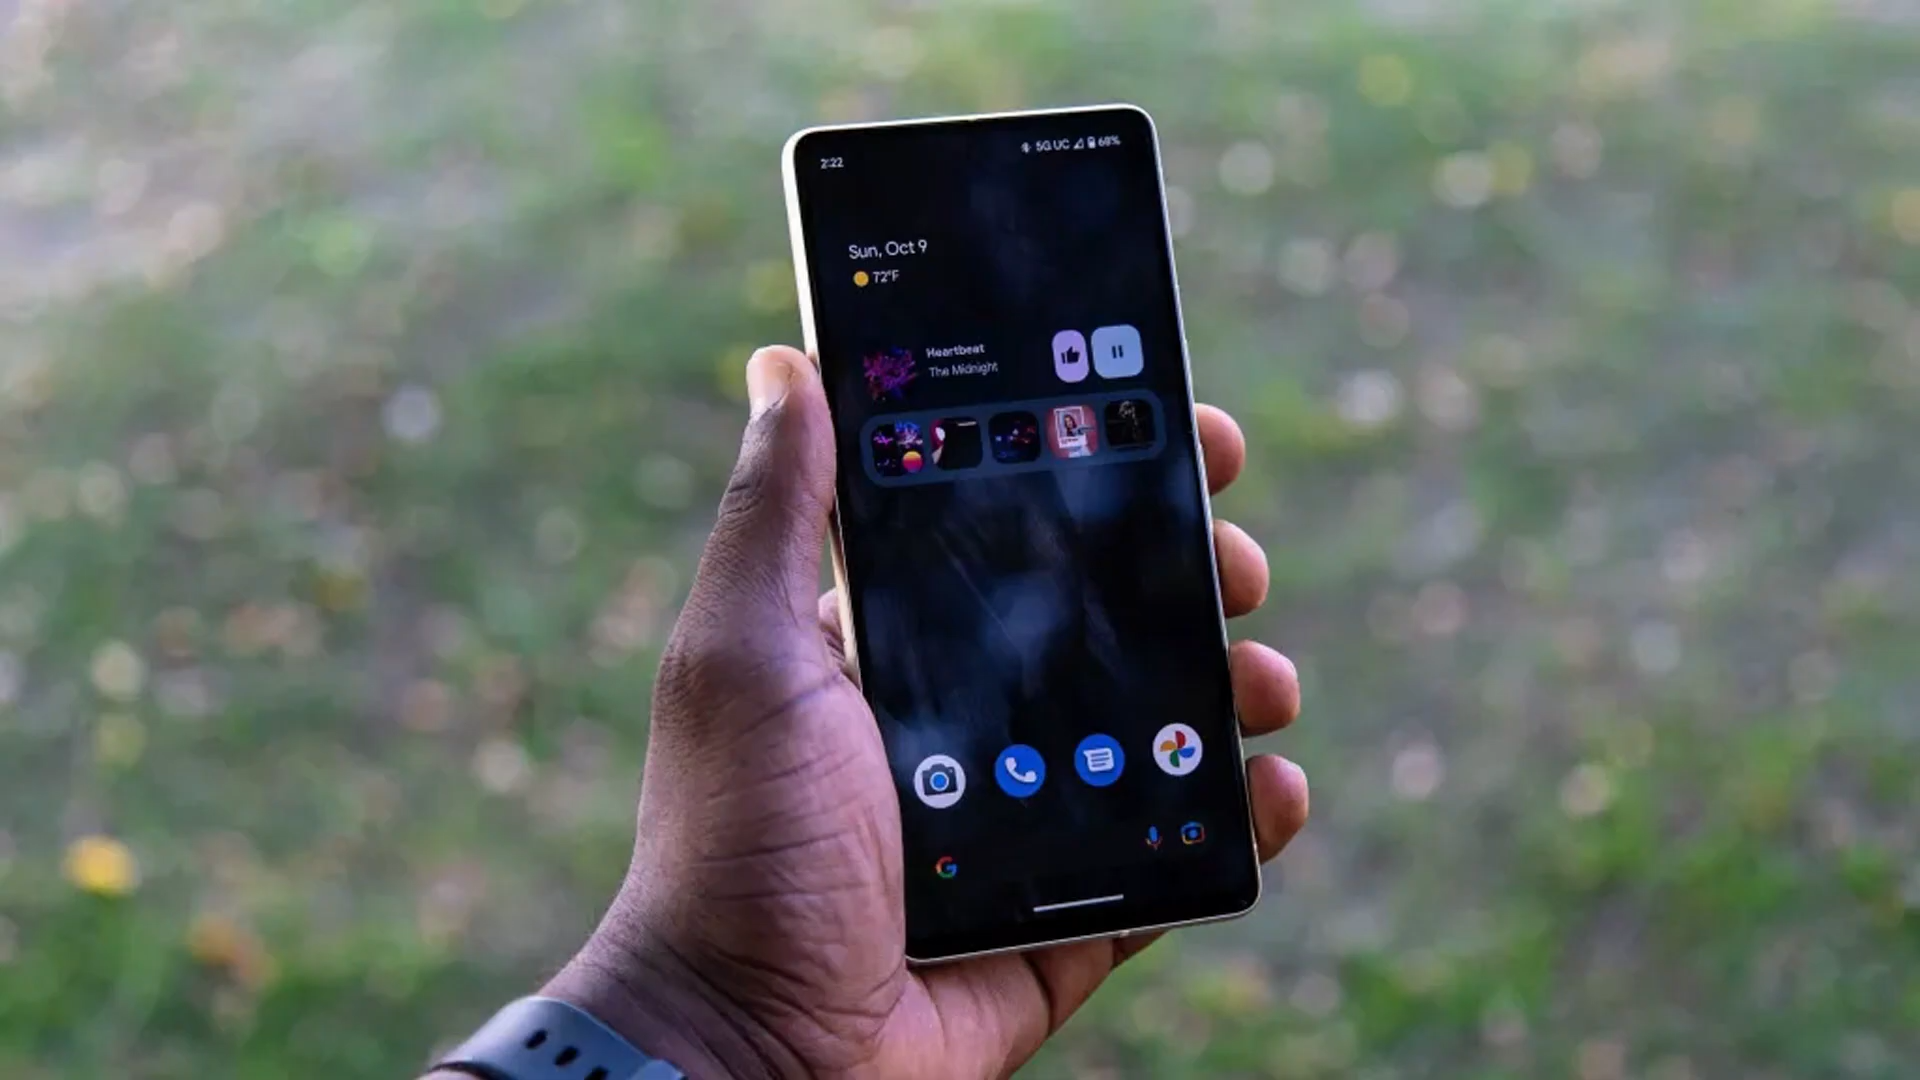 2:22
5G UC 68%
Sun, Oct 9
72°F
Heartbeat
The Midnight
G